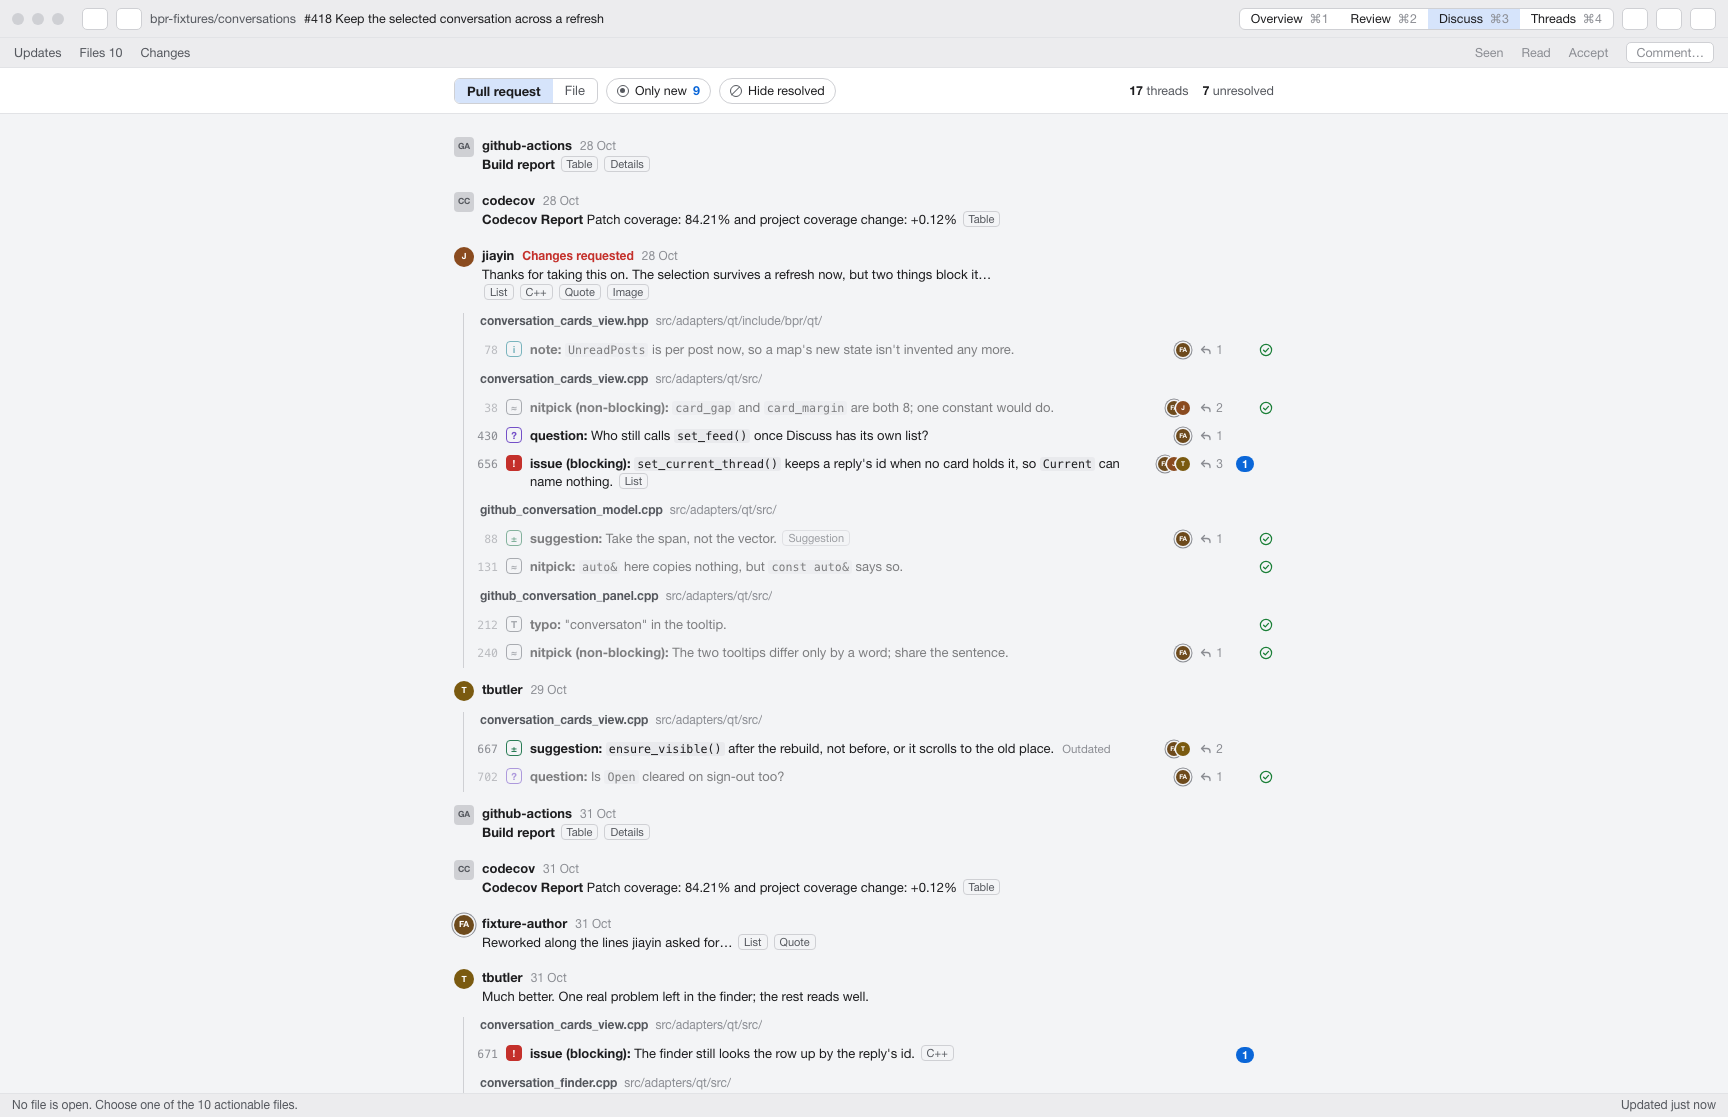 bpr-fixtures/conversations #418 Keep the selected conversation across a refresh
Overview ⌘1 Review ⌘2 Discuss ⌘3 Threads ⌘4
Updates Files 10 Changes
Seen Read Accept Comment…
Pull request File Only new 9 Hide resolved
17 threads 7 unresolved
GA github-actions 28 Oct
Build report Table Details
CC codecov 28 Oct
Codecov Report Patch coverage: 84.21% and project coverage change: +0.12% Table
J jiayin Changes requested 28 Oct
Thanks for taking this on. The selection survives a refresh now, but two things block it…
List C++ Quote Image
conversation_cards_view.hpp src/adapters/qt/include/bpr/qt/
78 i note: UnreadPosts is per post now, so a map's new state isn't invented any more. FA 1
conversation_cards_view.cpp src/adapters/qt/src/
38 ≈ nitpick (non-blocking): card_gap and card_margin are both 8; one constant would do. F J 2
430 ? question: Who still calls set_feed() once Discuss has its own list? FA 1
656 ! issue (blocking): set_current_thread() keeps a reply's id when no card holds it, so Current can F J T 3 1
name nothing. List
github_conversation_model.cpp src/adapters/qt/src/
88 ± suggestion: Take the span, not the vector. Suggestion FA 1
131 ≈ nitpick: auto& here copies nothing, but const auto& says so.
github_conversation_panel.cpp src/adapters/qt/src/
212 T typo: "conversaton" in the tooltip.
240 ≈ nitpick (non-blocking): The two tooltips differ only by a word; share the sentence. FA 1
T tbutler 29 Oct
conversation_cards_view.cpp src/adapters/qt/src/
667 ± suggestion: ensure_visible() after the rebuild, not before, or it scrolls to the old place. Outdated F T 2
702 ? question: Is Open cleared on sign-out too? FA 1
GA github-actions 31 Oct
Build report Table Details
CC codecov 31 Oct
Codecov Report Patch coverage: 84.21% and project coverage change: +0.12% Table
FA fixture-author 31 Oct
Reworked along the lines jiayin asked for… List Quote
T tbutler 31 Oct
Much better. One real problem left in the finder; the rest reads well.
conversation_cards_view.cpp src/adapters/qt/src/
671 ! issue (blocking): The finder still looks the row up by the reply's id. C++ 1
conversation_finder.cpp src/adapters/qt/src/
No file is open. Choose one of the 10 actionable files.
Updated just now